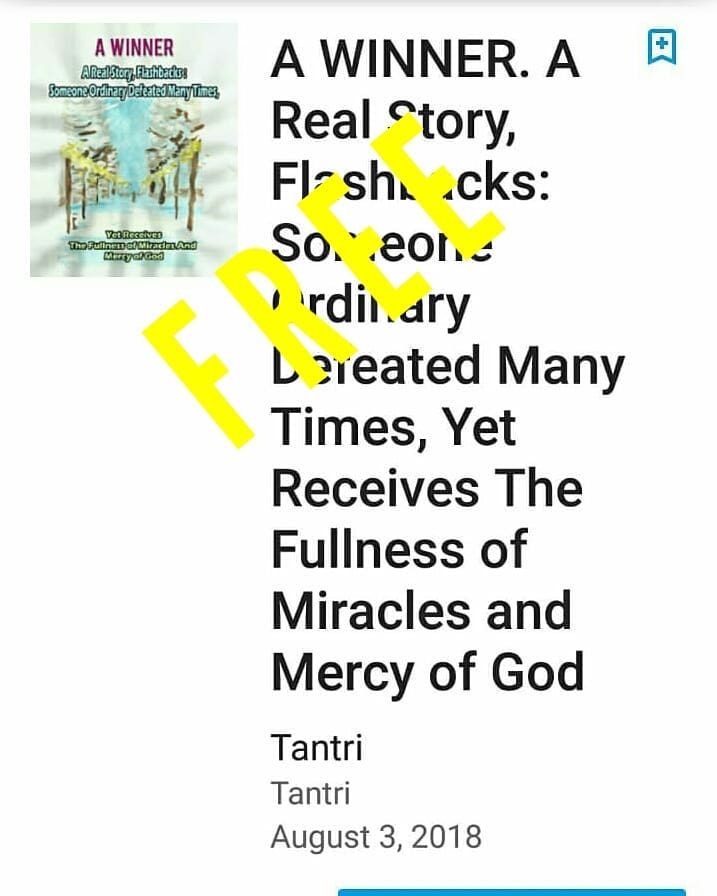 A WINNER
A Real Story, Flashbacks:
Someone Ordinary Defeated Many Times,
Yet Receives
The Fullness of Miracles And
Mercy of God
A WINNER. A
Real Story,
Flashbacks:
Someone
Ordinary
Defeated Many
Times, Yet
Receives The
Fullness of
Miracles and
Mercy of God
FREE
Tantri
Tantri
August 3, 2018